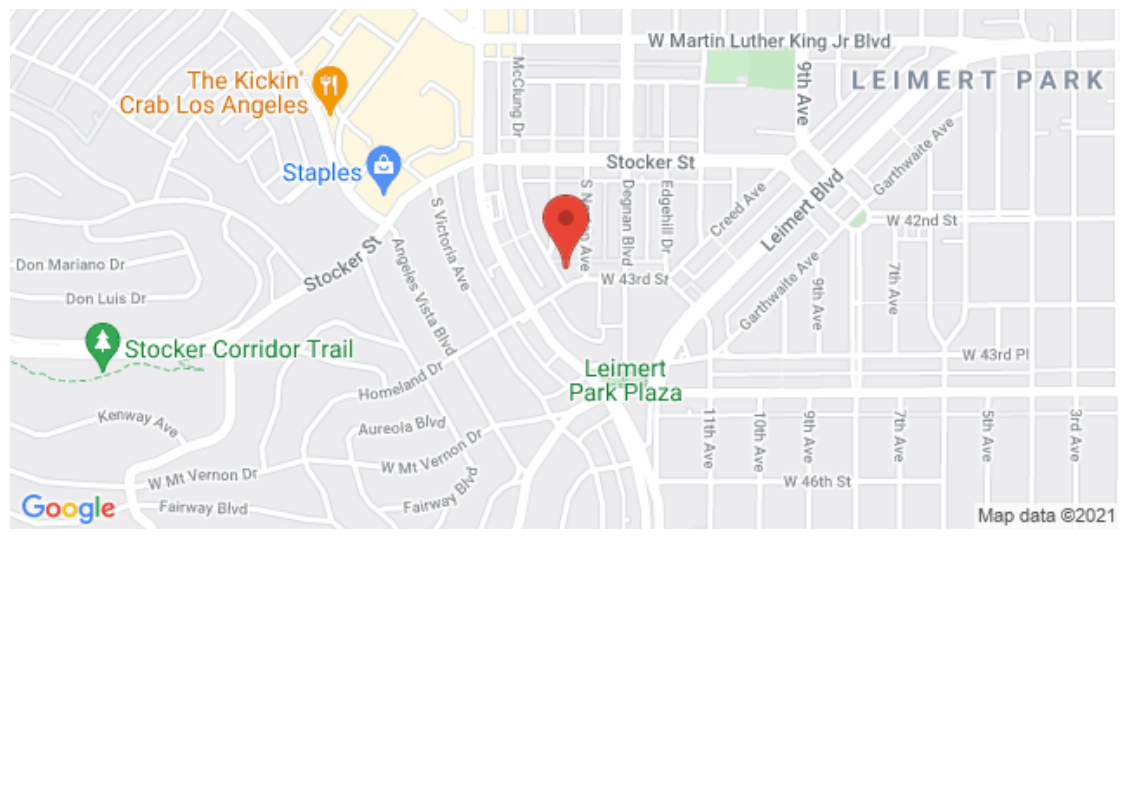 W Martin Luther King Jr Blvd
The Kickin'
Crab Los Angeles
McClung Dr
9th Ave
LEIMERT PARK
Staples
Stocker St
Garthwaite Ave
S Victoria Ave
Degnan Blvd
Edgehill Dr
Creed Ave
Leimert Blvd
W 42nd St
Stocker St
Don Mariano Dr
Angeles Vista Blvd
W 43rd St
Garthwaite Ave
9th Ave
7th Ave
Don Luis Dr
Stocker Corridor Trail
W 43rd Pl
Leimert
Park Plaza
Homeland Dr
Kenway Ave
Aureola Blvd
11th Ave
10th Ave
9th Ave
7th Ave
5th Ave
3rd Ave
W Mt Vernon Dr
W Mt Vernon Dr
W 46th St
Fairway Blvd
Fairway Blvd
Google
Map data ©2021